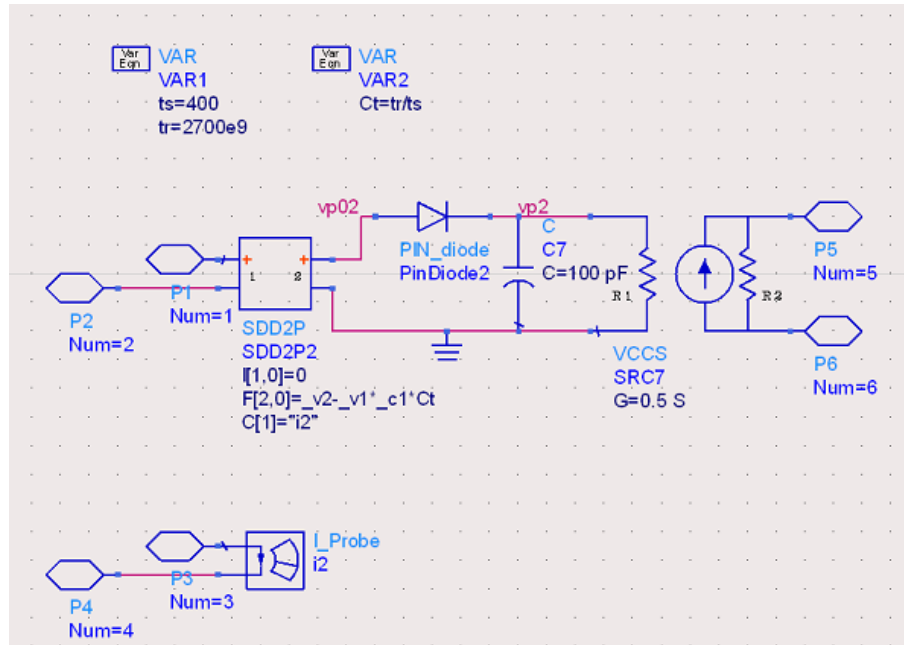 Var
Eqn
VAR
VAR1
ts=400
tr=2700e9
Var
Eqn
VAR
VAR2
Ct=tr/ts
vp02
PIN_diode
PinDiode2
vp2
C
C7
C=100 pF
R1
R2
P5
Num=5
P6
Num=6
VCCS
SRC7
G=0.5 S
P2
Num=2
P1
Num=1
+
1
+
2
SDD2P
SDD2P2
I[1,0]=0
F[2,0]=_v2-_v1*_c1*Ct
C[1]="i2"
I_Probe
i2
P3
Num=3
P4
Num=4